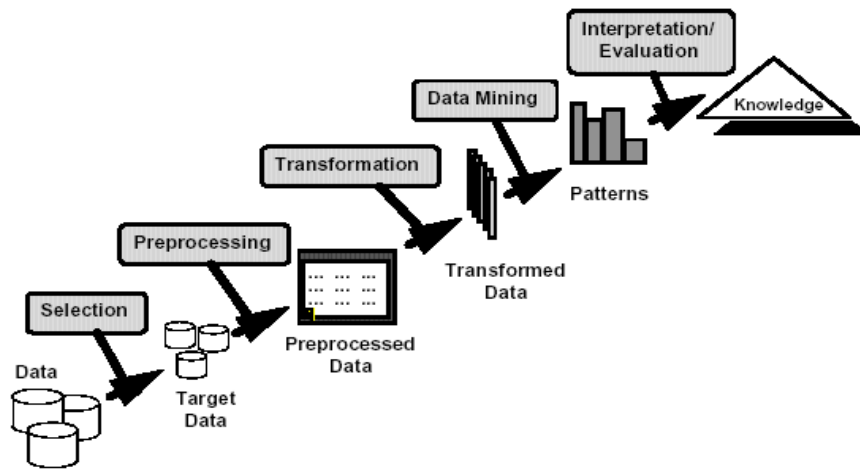 Interpretation/
Evaluation
Knowledge
Data Mining
Patterns
Transformation
Transformed
Data
Preprocessing
Preprocessed
Data
Selection
Target
Data
Data